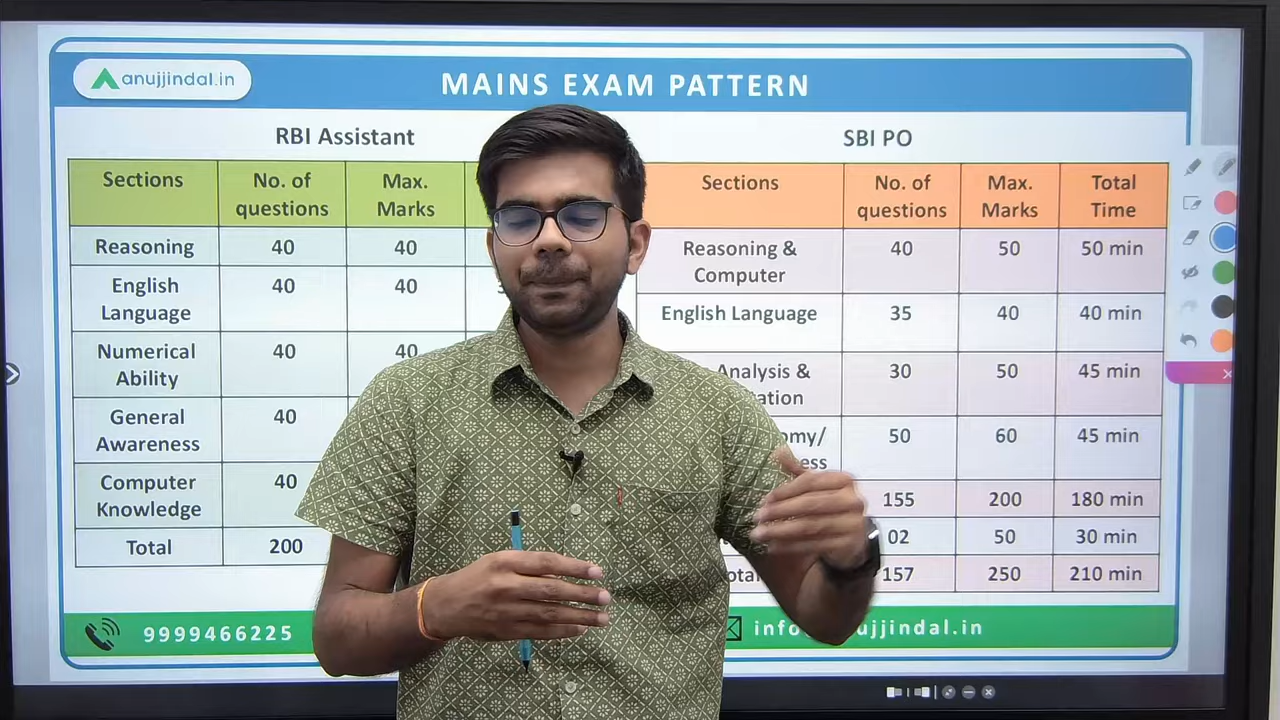 anujjindal.in
MAINS EXAM PATTERN
RBI Assistant
Sections
No. of
questions
Max.
Marks
Reasoning
40
40
English
Language
40
40
Numerical
Ability
40
40
General
Awareness
40
Computer
Knowledge
40
Total
200
SBI PO
Sections
No. of
questions
Max.
Marks
Total
Time
Reasoning &
Computer
40
50
50 min
English Language
35
40
40 min
Analysis &
30
50
45 min
50
60
45 min
155
200
180 min
02
50
30 min
157
250
210 min
9999466225